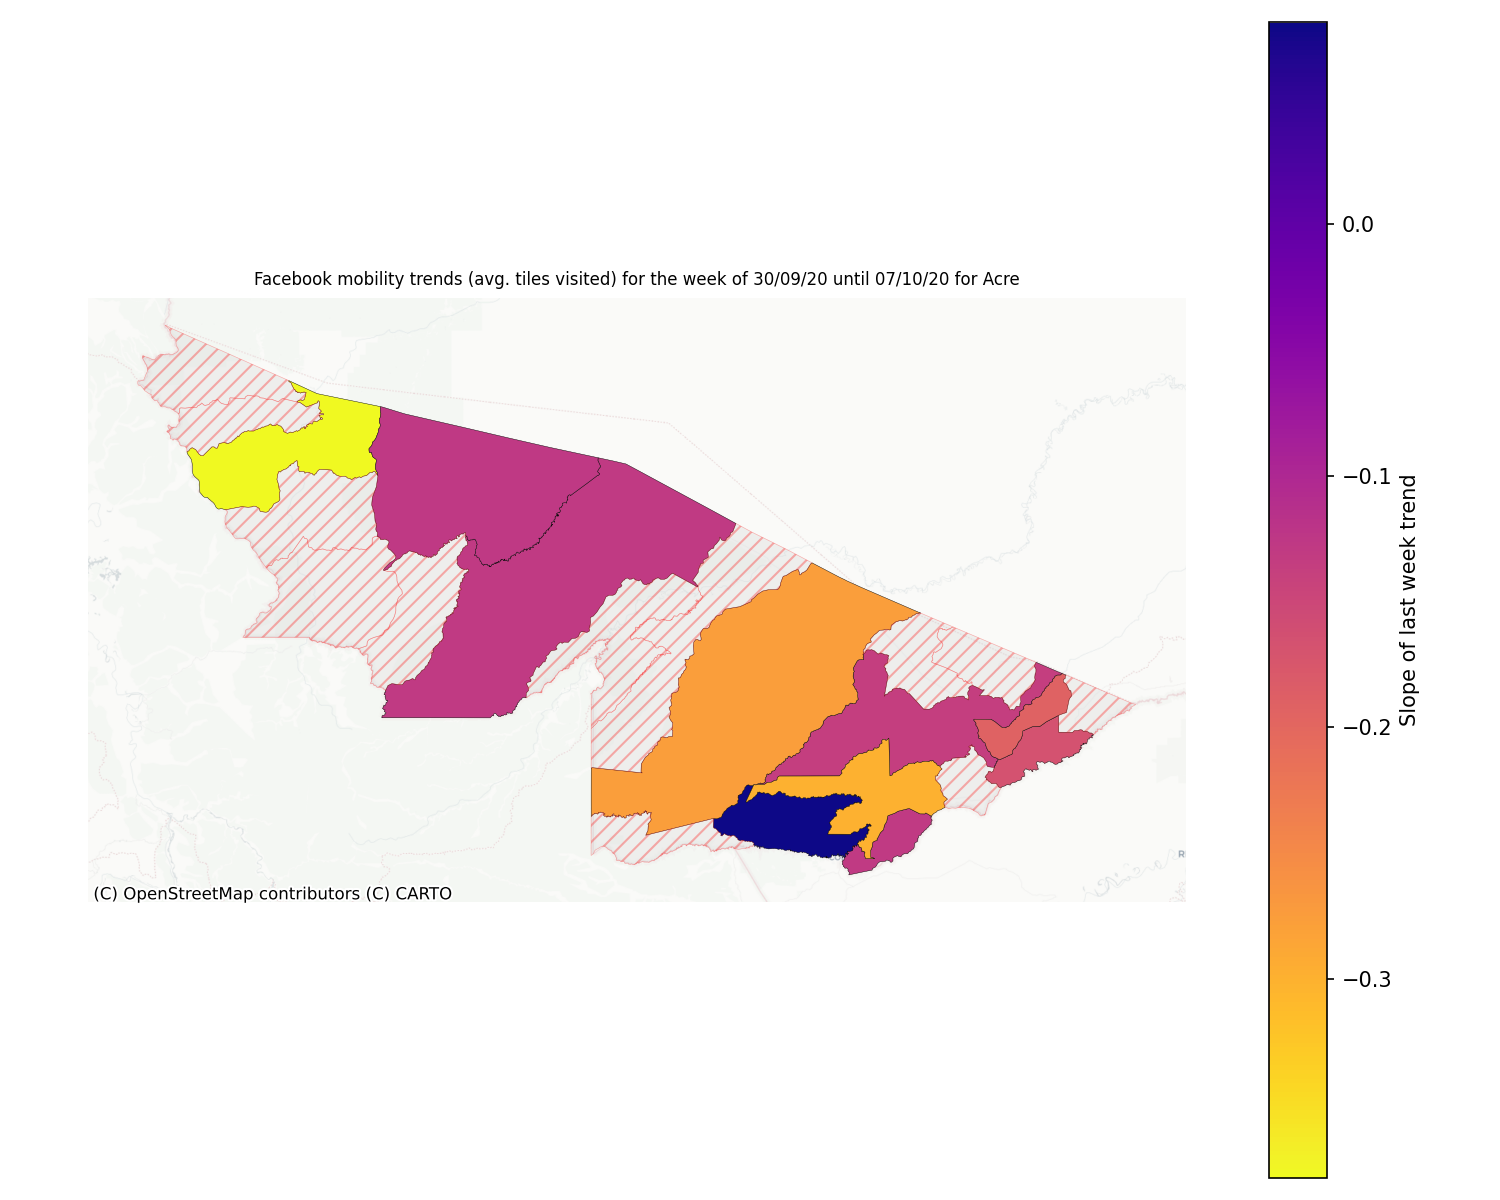 Facebook mobility trends (avg. tiles visited) for the week of 30/09/20 until 07/10/20 for Acre
0.0
−0.1
−0.2
−0.3
Slope of last week trend
(C) OpenStreetMap contributors (C) CARTO